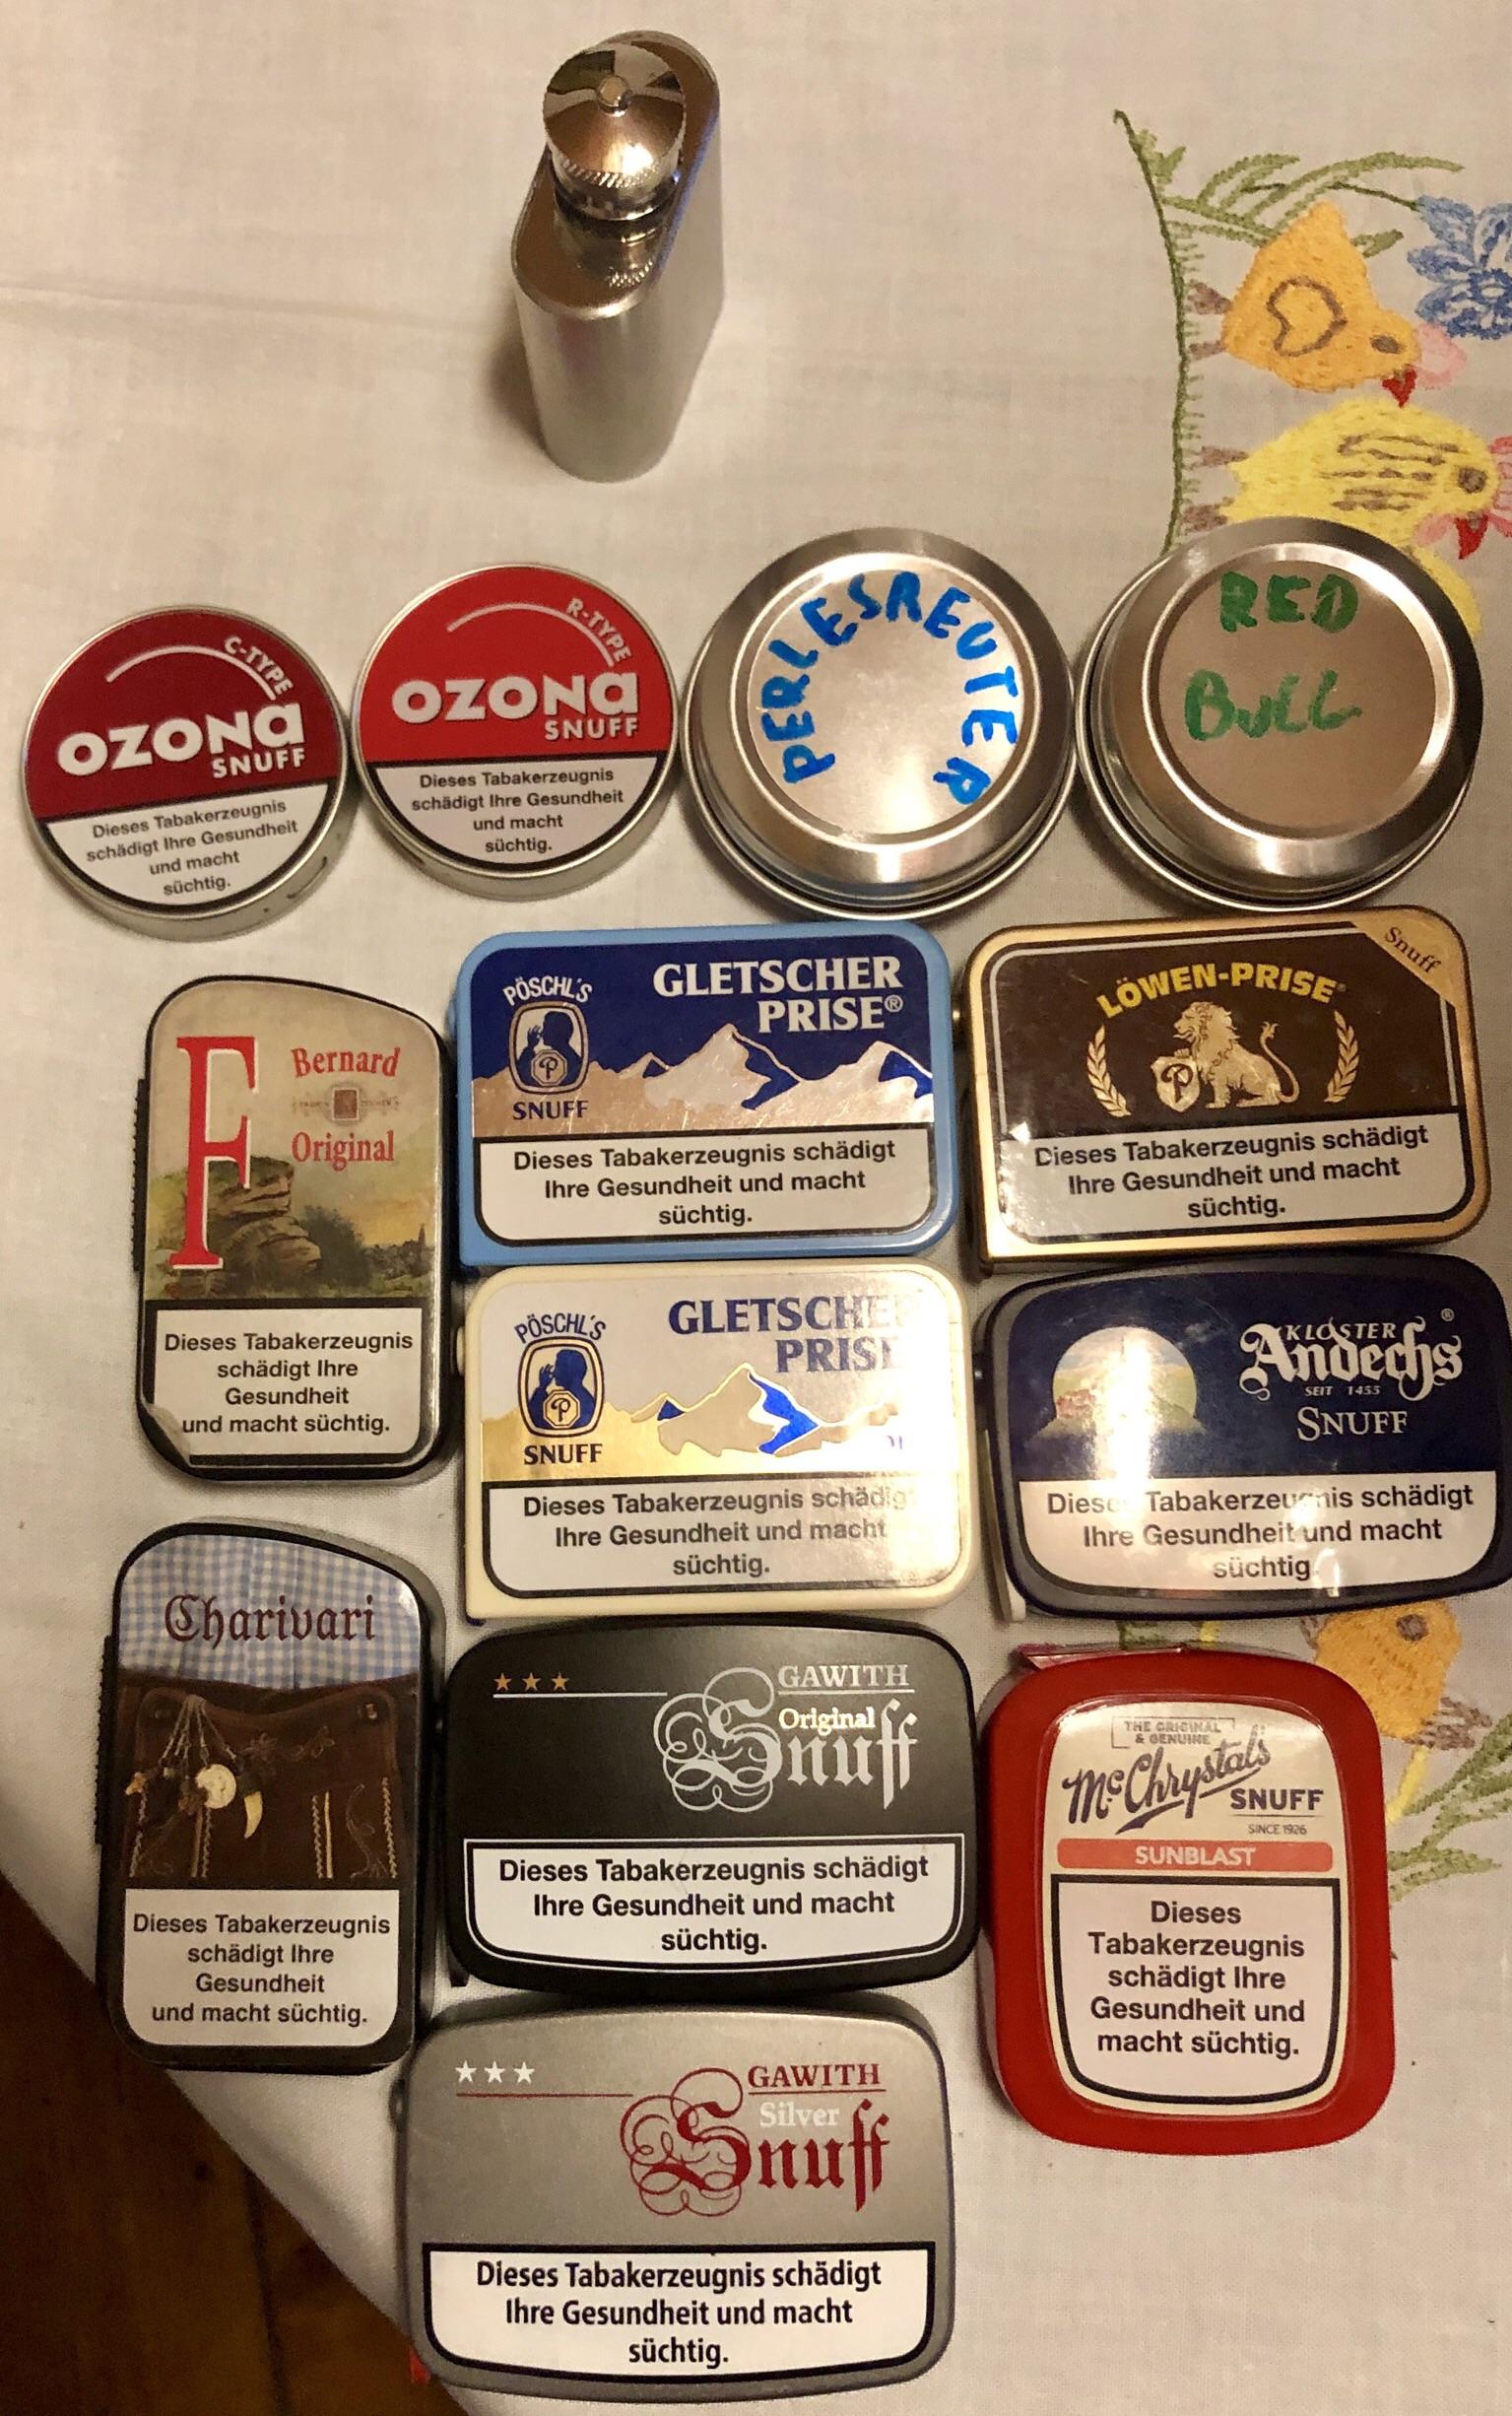 C-TYPE
OZONA
SNUFF
Dieses Tabakerzeugnis
schädigt Ihre Gesundheit
und macht
süchtig.
R-TYPE
OZONA
SNUFF
Dieses Tabakerzeugnis
schädigt Ihre Gesundheit
und macht
süchtig.
PERLESREUTER
RED
BULL
F
Bernard
Original
Dieses Tabakerzeugnis
schädigt Ihre
Gesundheit
und macht süchtig.
PÖSCHL'S
SNUFF
GLETSCHER
PRISE®
Dieses Tabakerzeugnis schädigt
Ihre Gesundheit und macht
süchtig.
Snuff
LÖWEN-PRISE®
Dieses Tabakerzeugnis schädigt
Ihre Gesundheit und macht
süchtig.
PÖSCHL'S
SNUFF
GLETSCHER
PRISE
Dieses Tabakerzeugnis schädigt
Ihre Gesundheit und macht
süchtig.
KLOSTER
Andechs®
SEIT 1455
SNUFF
Dieses Tabakerzeugnis schädigt
Ihre Gesundheit und macht
süchtig.
Charivari
Dieses Tabakerzeugnis
schädigt Ihre
Gesundheit
und macht süchtig.
GAWITH
Original
Snuff
Dieses Tabakerzeugnis schädigt
Ihre Gesundheit und macht
süchtig.
THE ORIGINAL
& GENUINE
McChrystal's
SNUFF
SINCE 1926
SUNBLAST
Dieses
Tabakerzeugnis
schädigt Ihre
Gesundheit und
macht süchtig.
GAWITH
Silver
Snuff
Dieses Tabakerzeugnis schädigt
Ihre Gesundheit und macht
süchtig.